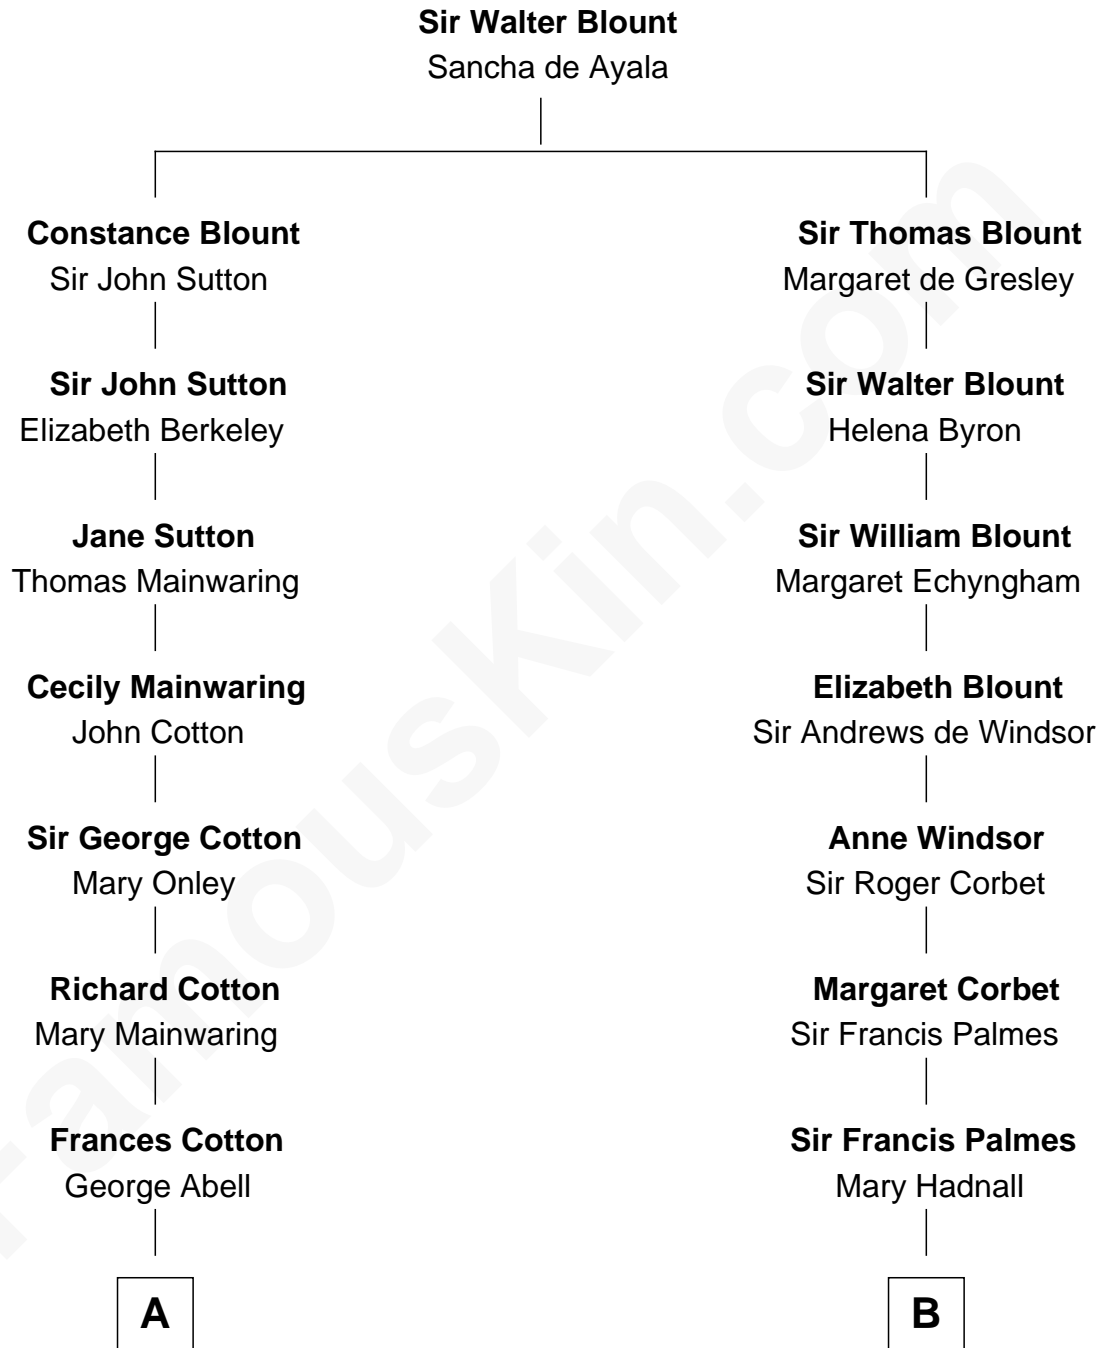 Sir Walter Blount
Sancha de Ayala
Constance Blount
Sir John Sutton
Sir Thomas Blount
Margaret de Gresley
Sir John Sutton
Elizabeth Berkeley
Sir Walter Blount
Helena Byron
Jane Sutton
Thomas Mainwaring
Sir William Blount
Margaret Echyngham
Cecily Mainwaring
John Cotton
Elizabeth Blount
Sir Andrews de Windsor
Sir George Cotton
Mary Onley
Anne Windsor
Sir Roger Corbet
Richard Cotton
Mary Mainwaring
Margaret Corbet
Sir Francis Palmes
Frances Cotton
George Abell
Sir Francis Palmes
Mary Hadnall
A
B
FamousKin.com